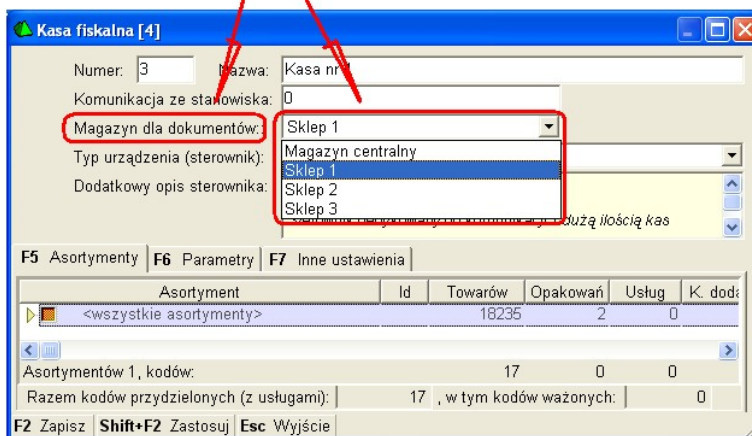 Kasa fiskalna [4]
Numer: 3 Nazwa: Kasa nr 1
Komunikacja ze stanowiska: 0
Magazyn dla dokumentów: Sklep 1
Magazyn centralny
Typ urządzenia (sterownik):
Sklep 1
Dodatkowy opis sterownika: Sklep 2
Sklep 3
dużą ilością kas
F5 Asortymenty F6 Parametry F7 Inne ustawienia
Asortyment Id Towarów Opakowań Usług K. doda
<wszystkie asortymenty> 18235 2 0
Asortymentów 1, kodów: 17 0 0
Razem kodów przydzielonych (z usługami): 17 , w tym kodów ważonych: 0
F2 Zapisz Shift+F2 Zastosuj Esc Wyjście